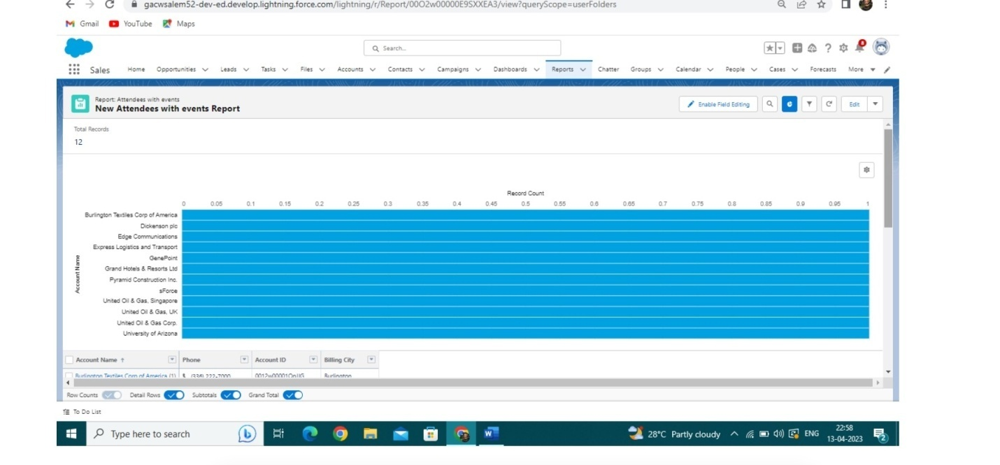 gacwsalem52-dev-ed.develop.lightning.force.com/lightning/r/Report/00O2w00000E9SXXEA3/view?queryScope=userFolders
Gmail YouTube Maps
Search...
8
Sales Home Opportunities Leads Tasks Files Accounts Contacts Campaigns Dashboards Reports Chatter Groups Calendar People Cases Forecasts More
Report: Attendees with events
New Attendees with events Report
Enable Field Editing Edit
Total Records
12
Record Count
0 0.05 0.1 0.15 0.2 0.25 0.3 0.35 0.4 0.45 0.5 0.55 0.6 0.65 0.7 0.75 0.8 0.85 0.9 0.95 1
Account Name
Burlington Textiles Corp of America
Dickenson plc
Edge Communications
Express Logistics and Transport
GenePoint
Grand Hotels & Resorts Ltd
Pyramid Construction Inc.
sForce
United Oil & Gas, Singapore
United Oil & Gas, UK
United Oil & Gas Corp.
University of Arizona
Account Name ↑ Phone Account ID Billing City
Burlington Textiles Corp of America (1) (336) 222-7000 Burlington
Row Counts Detail Rows Subtotals Grand Total
To Do List
Type here to search
28°C Partly cloudy ENG
22:58
13-04-2023
2